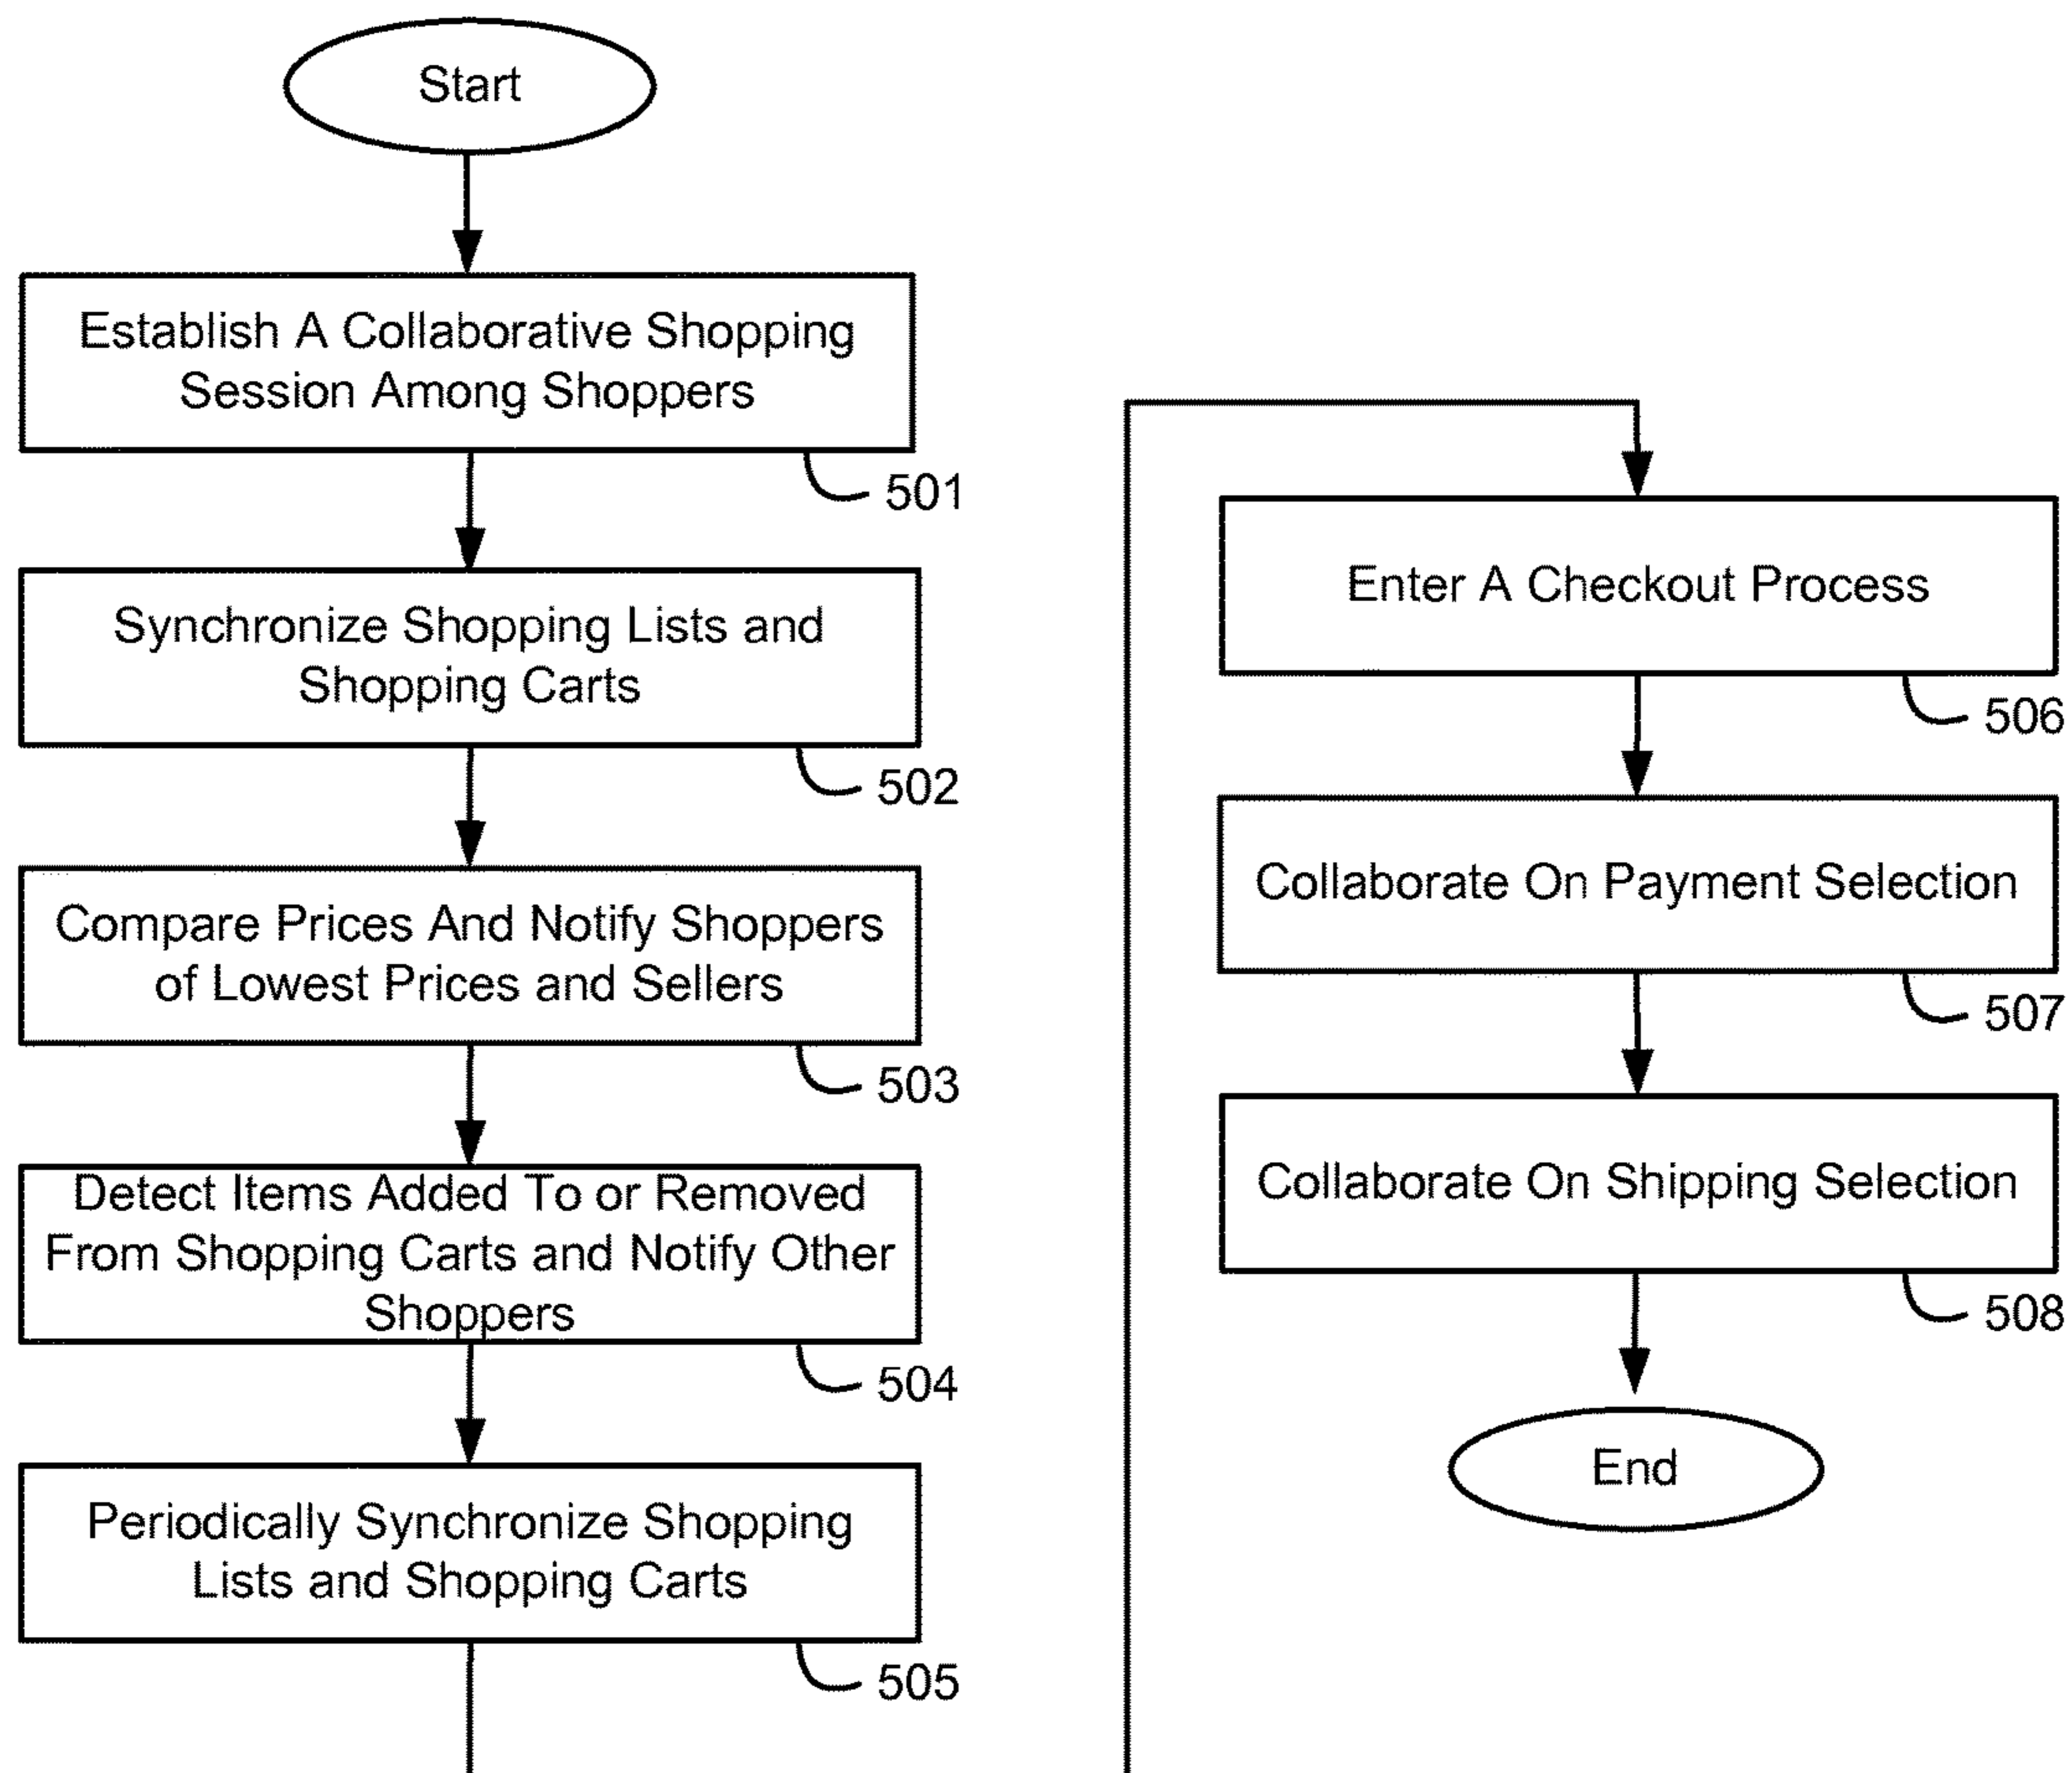 Start
Establish A Collaborative Shopping
Session Among Shoppers
501
Synchronize Shopping Lists and
Shopping Carts
502
Compare Prices And Notify Shoppers
of Lowest Prices and Sellers
503
Detect Items Added To or Removed
From Shopping Carts and Notify Other
Shoppers
504
Periodically Synchronize Shopping
Lists and Shopping Carts
505
Enter A Checkout Process
506
Collaborate On Payment Selection
507
Collaborate On Shipping Selection
508
End